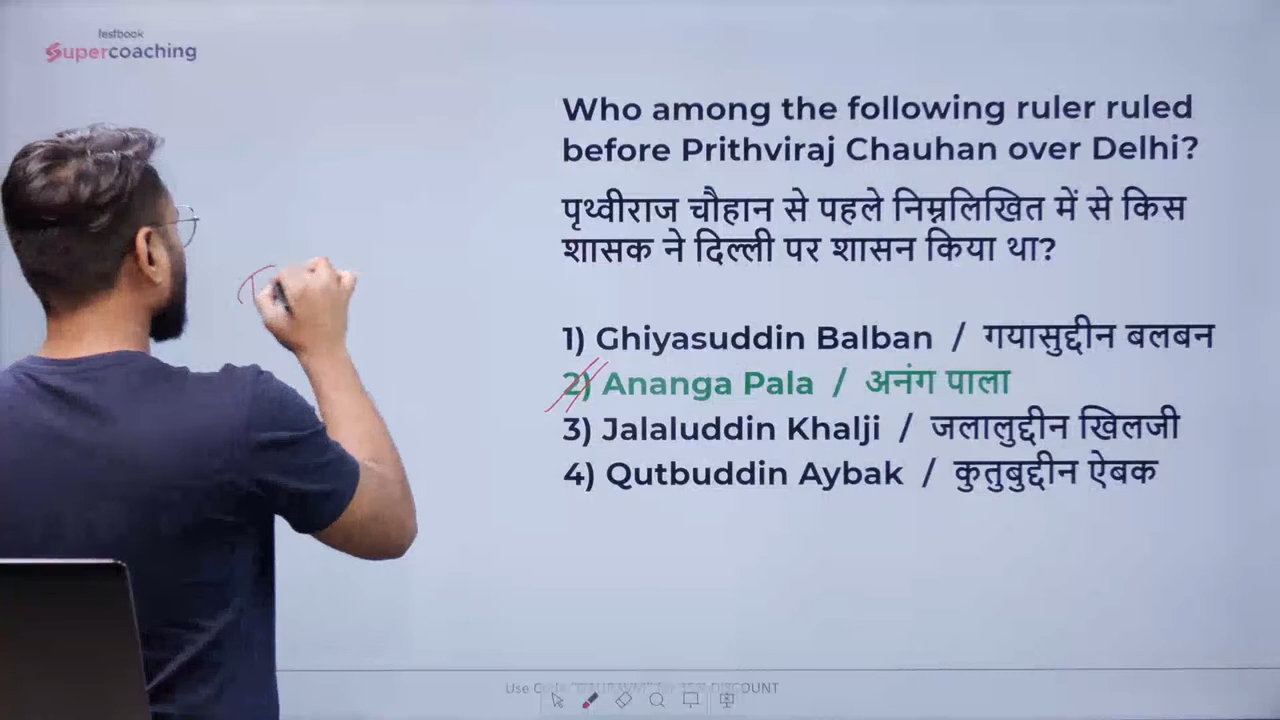 testbook
Supercoaching
Who among the following ruler ruled
before Prithviraj Chauhan over Delhi?
पृथ्वीराज चौहान से पहले निम्नलिखित में से किस
शासक ने दिल्ली पर शासन किया था?
1) Ghiyasuddin Balban / गयासुद्दीन बलबन
2) Ananga Pala / अनंग पाला
3) Jalaluddin Khalji / जलालुद्दीन खिलजी
4) Qutbuddin Aybak / कुतुबुद्दीन ऐबक
Use DISCOUNT